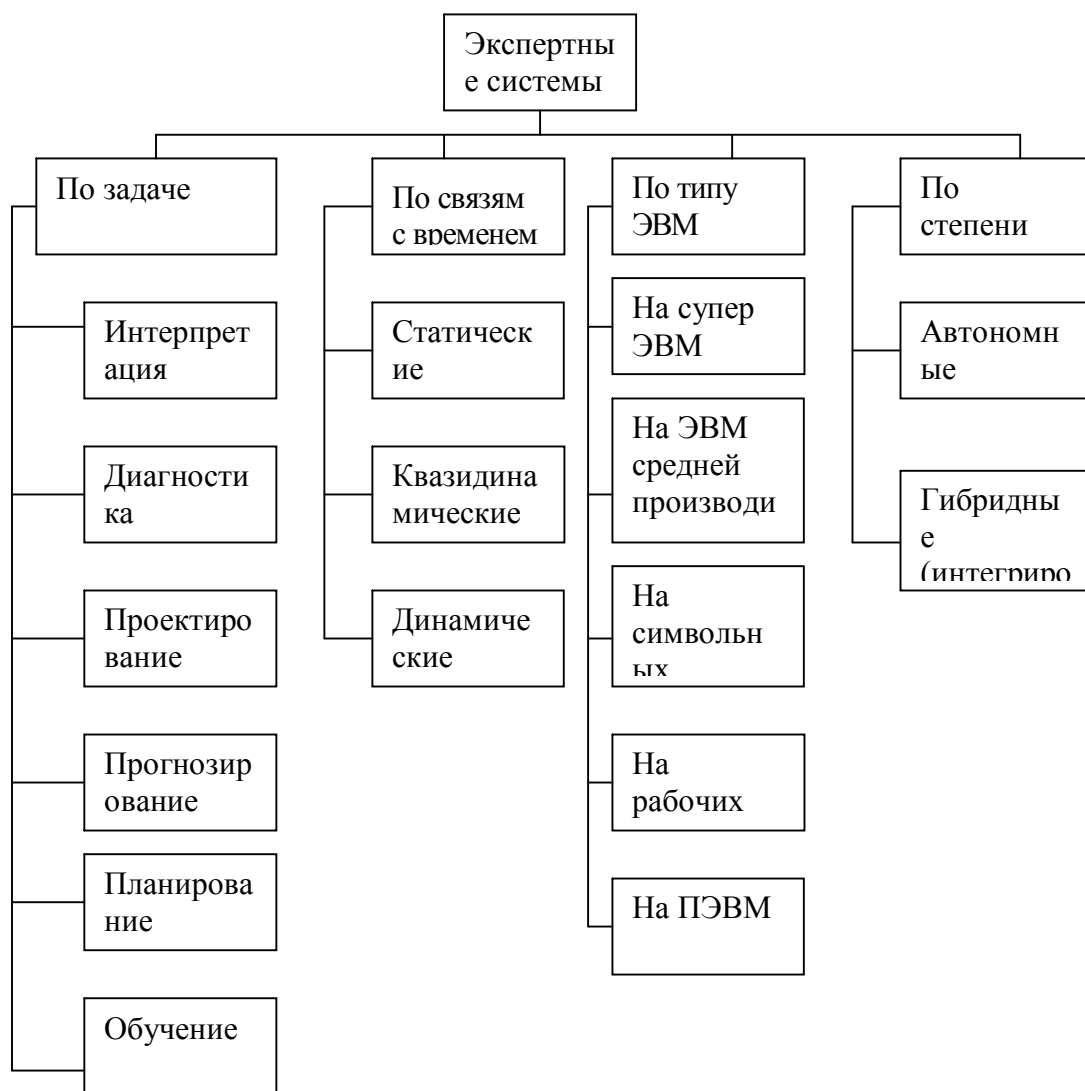 Экспертны
е системы
По задаче
Интерпрет
ация
Диагности
ка
Проектиро
вание
Прогнозир
ование
Планирова
ние
Обучение
По связям
с временем
Статическ
ие
Квазидина
мические
Динамиче
ские
По типу
ЭВМ
На супер
ЭВМ
На ЭВМ
средней
производи
На
символьн
ых
На
рабочих
На ПЭВМ
По
степени
Автономн
ые
Гибридны
е
(интегриро